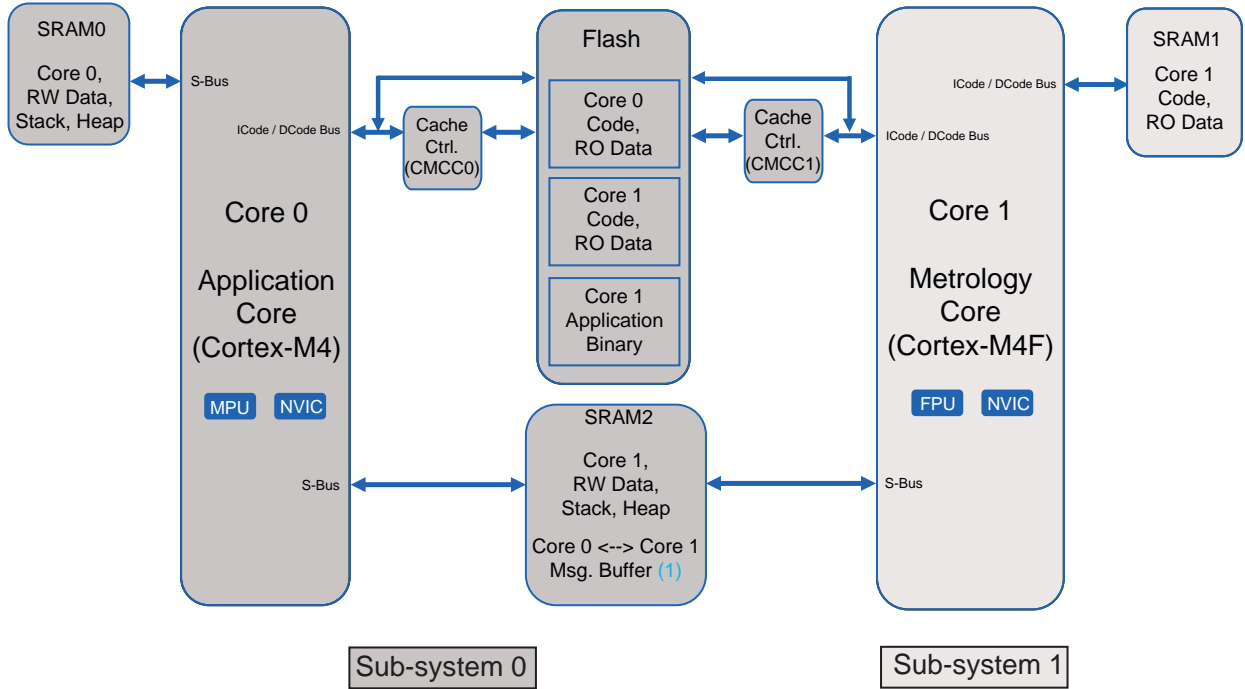 SRAM0
Core 0,
RW Data,
Stack, Heap
S-Bus
ICode / DCode Bus
Core 0
Application
Core
(Cortex-M4)
MPU
NVIC
S-Bus
Cache
Ctrl.
(CMCC0)
Flash
Core 0
Code,
RO Data
Core 1
Code,
RO Data
Core 1
Application
Binary
Cache
Ctrl.
(CMCC1)
SRAM2
Core 1,
RW Data,
Stack, Heap
Core 0 <--> Core 1
Msg. Buffer (1)
ICode / DCode Bus
ICode / DCode Bus
Core 1
Metrology
Core
(Cortex-M4F)
FPU
NVIC
S-Bus
SRAM1
Core 1
Code,
RO Data
Sub-system 0
Sub-system 1